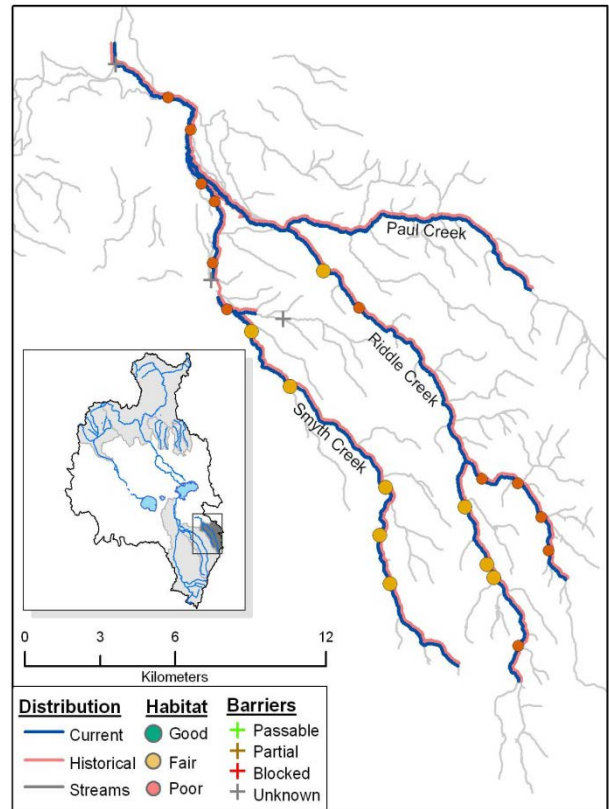 Paul Creek
Riddle Creek
Smyth Creek
0 3 6 12
Kilometers
Distribution
Current
Historical
Streams
Habitat
Good
Fair
Poor
Barriers
Passable
Partial
Blocked
Unknown